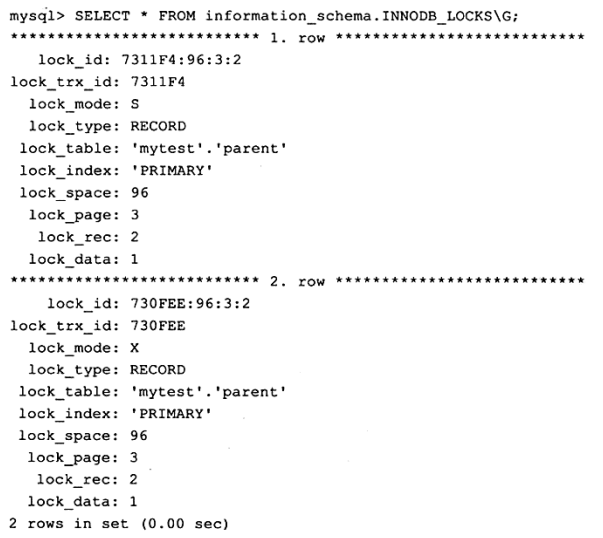 mysql> SELECT * FROM information_schema.INNODB_LOCKS\G;
*************************** 1. row ***************************
lock_id: 7311F4:96:3:2
lock_trx_id: 7311F4
lock_mode: S
lock_type: RECORD
lock_table: 'mytest'.'parent'
lock_index: 'PRIMARY'
lock_space: 96
lock_page: 3
lock_rec: 2
lock_data: 1
*************************** 2. row ***************************
lock_id: 730FEE:96:3:2
lock_trx_id: 730FEE
lock_mode: X
lock_type: RECORD
lock_table: 'mytest'.'parent'
lock_index: 'PRIMARY'
lock_space: 96
lock_page: 3
lock_rec: 2
lock_data: 1
2 rows in set (0.00 sec)